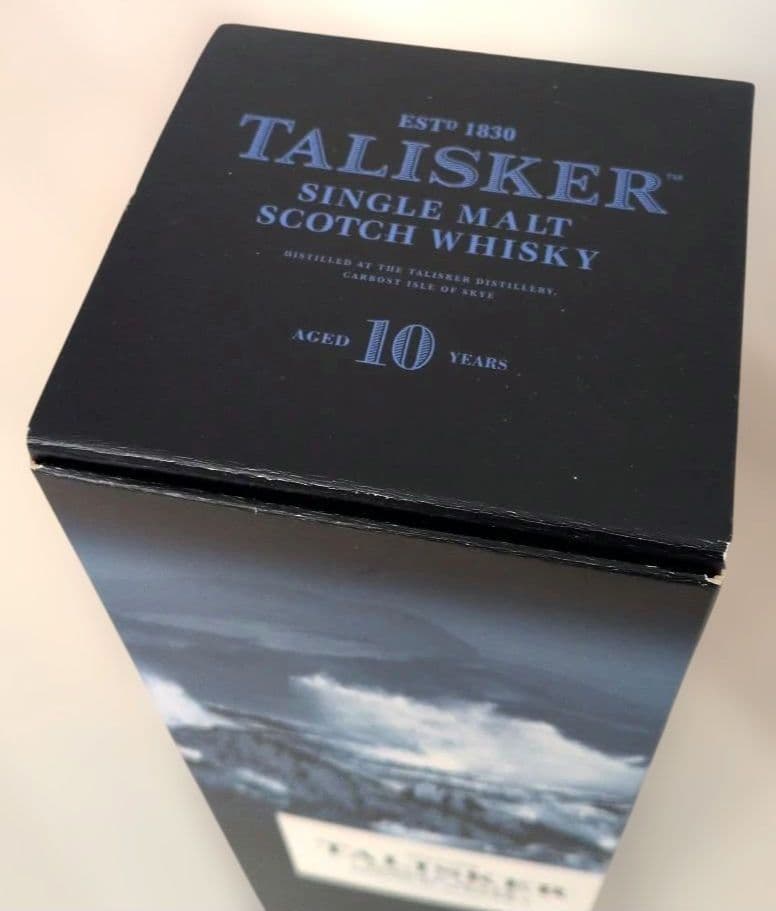 ESTD 1830
TALISKER™
SINGLE MALT
SCOTCH WHISKY
DISTILLED AT THE TALISKER DISTILLERY,
CARBOST ISLE OF SKYE
AGED 10 YEARS
TALISKER